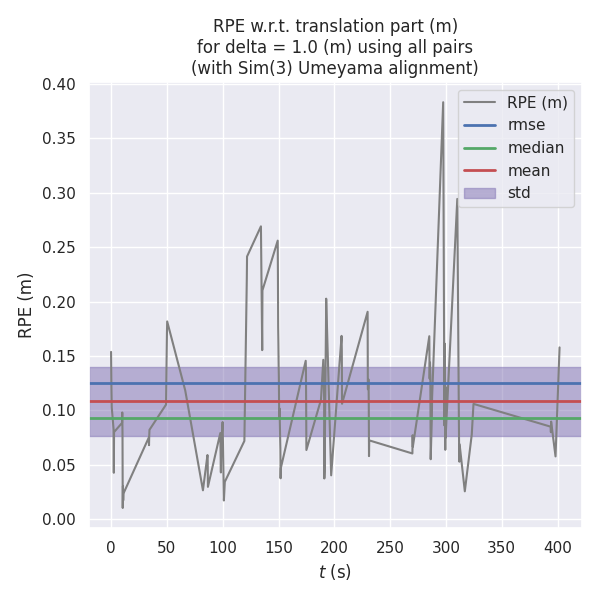 RPE w.r.t. translation part (m)
for delta = 1.0 (m) using all pairs
(with Sim(3) Umeyama alignment)
RPE (m)
rmse
median
mean
std
0.40
0.35
0.30
0.25
0.20
0.15
0.10
0.05
0.00
RPE (m)
0 50 100 150 200 250 300 350 400
t (s)